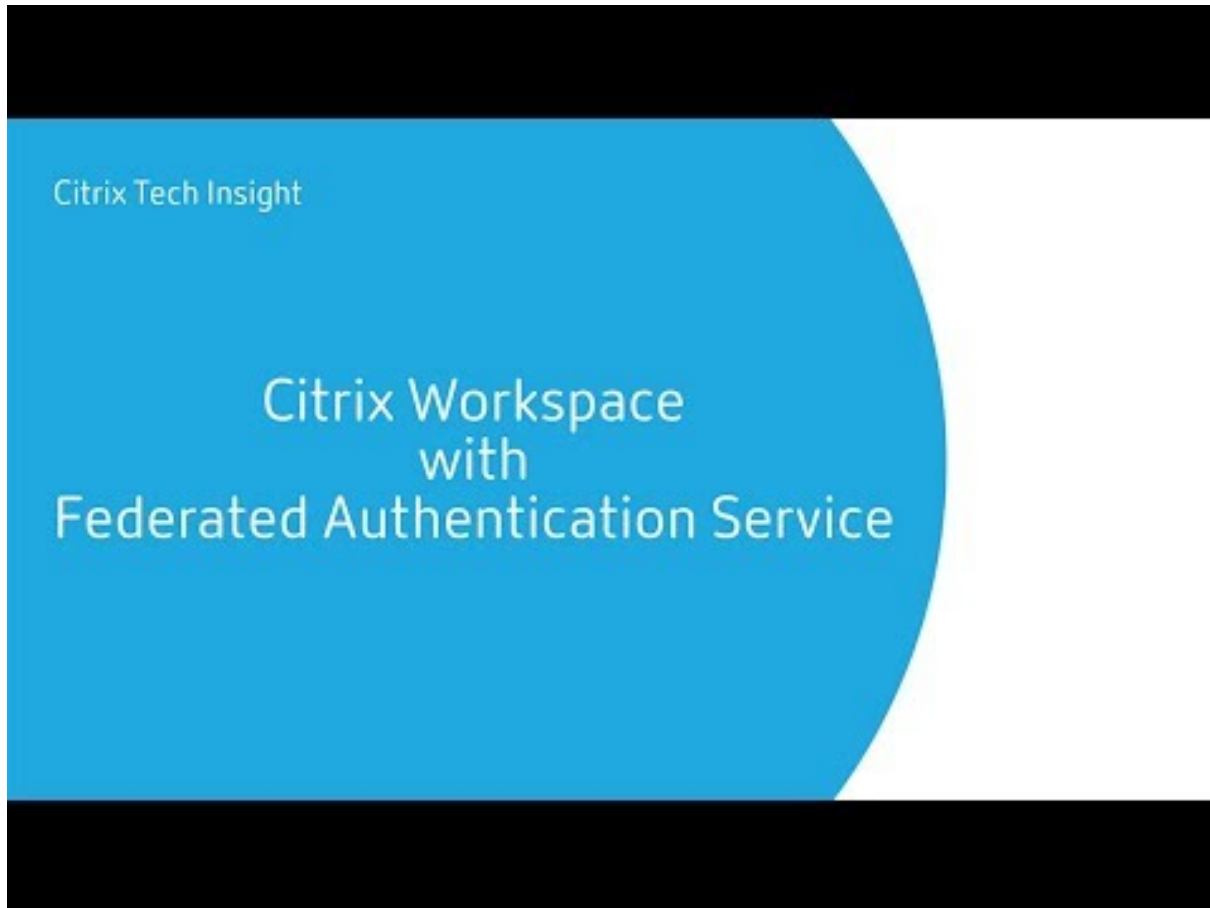 Citrix Tech Insight
Citrix Workspace
with
Federated Authentication Service